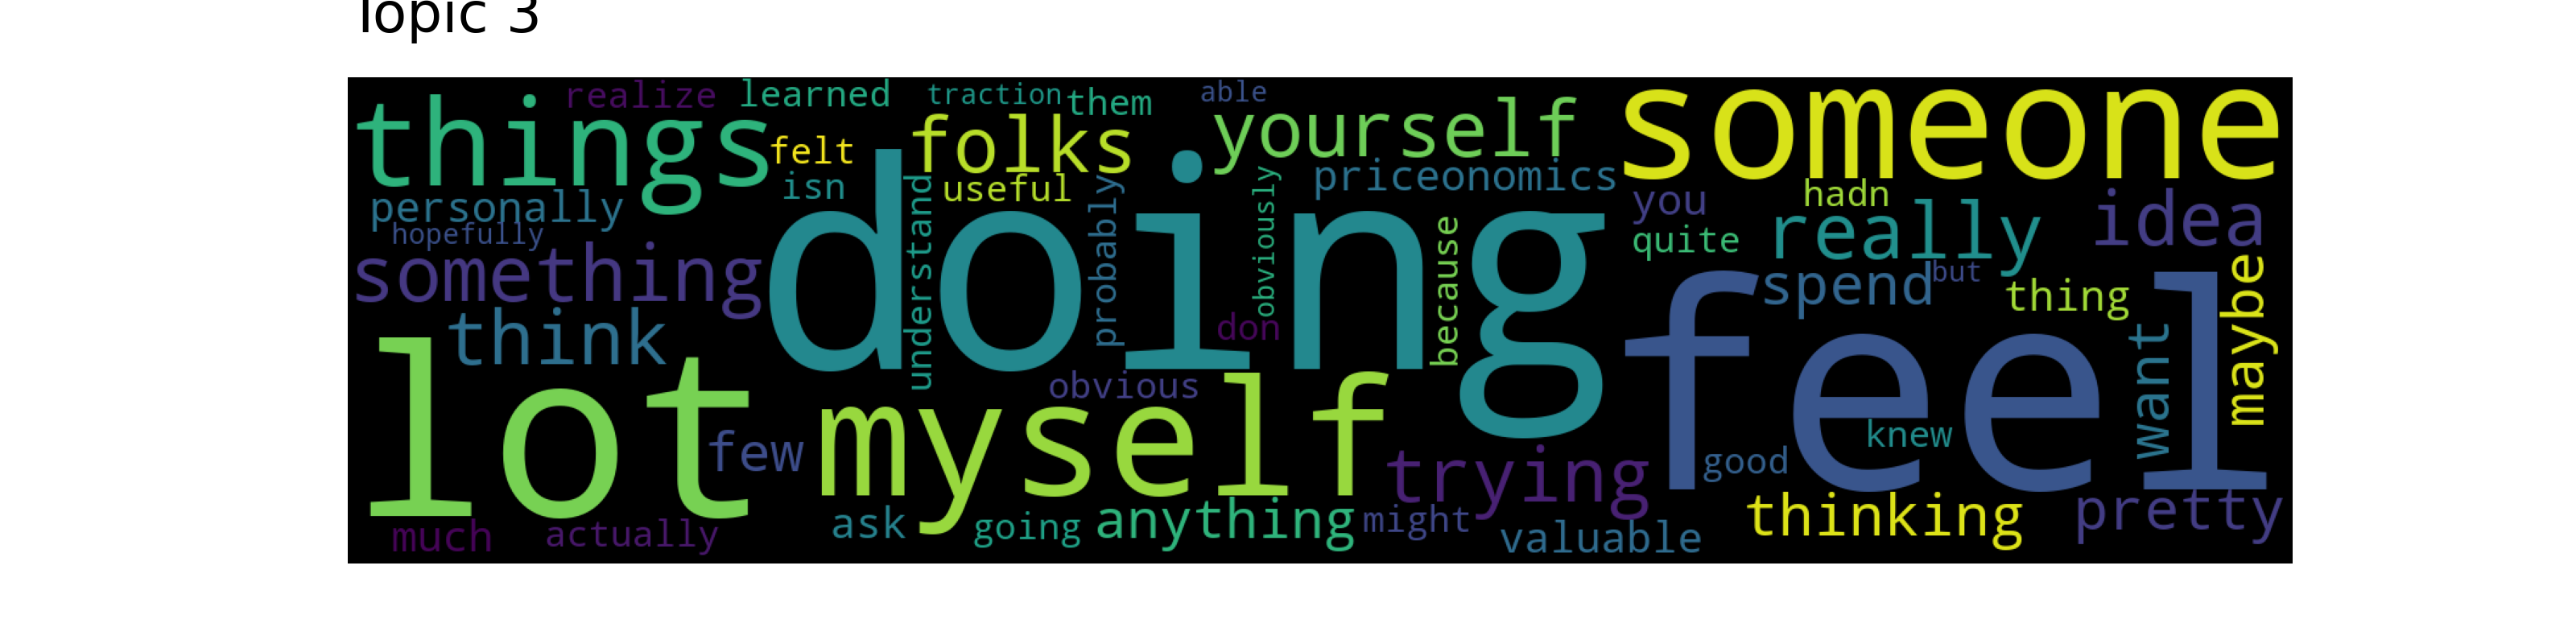 Topic 3
things
realize
learned
traction
them
able
someone
felt
folks
yourself
isn
useful
priceonomics
personally
hopefully
doing
understand
probably
obviously
because
you
hadn
quite
really
idea
something
spend
but
thing
maybe
think
don
feel
want
lot
obvious
few
myself
trying
good
knew
much
actually
ask
going
anything
might
valuable
thinking
pretty